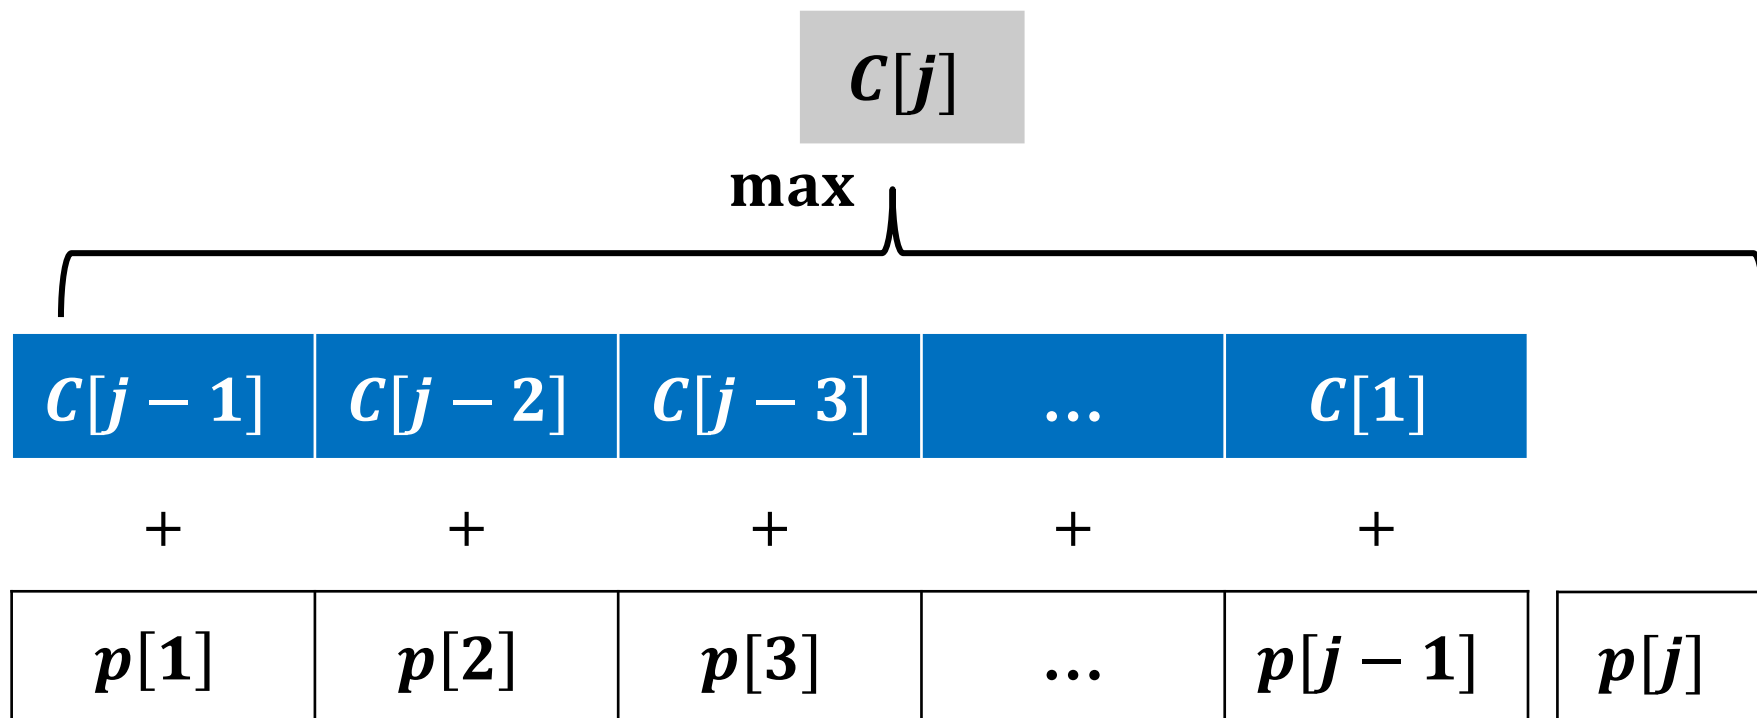 C[j]
max
C[j − 1] C[j − 2] C[j − 3] … C[1]
+ + + + +
p[1] p[2] p[3] … p[j − 1] p[j]